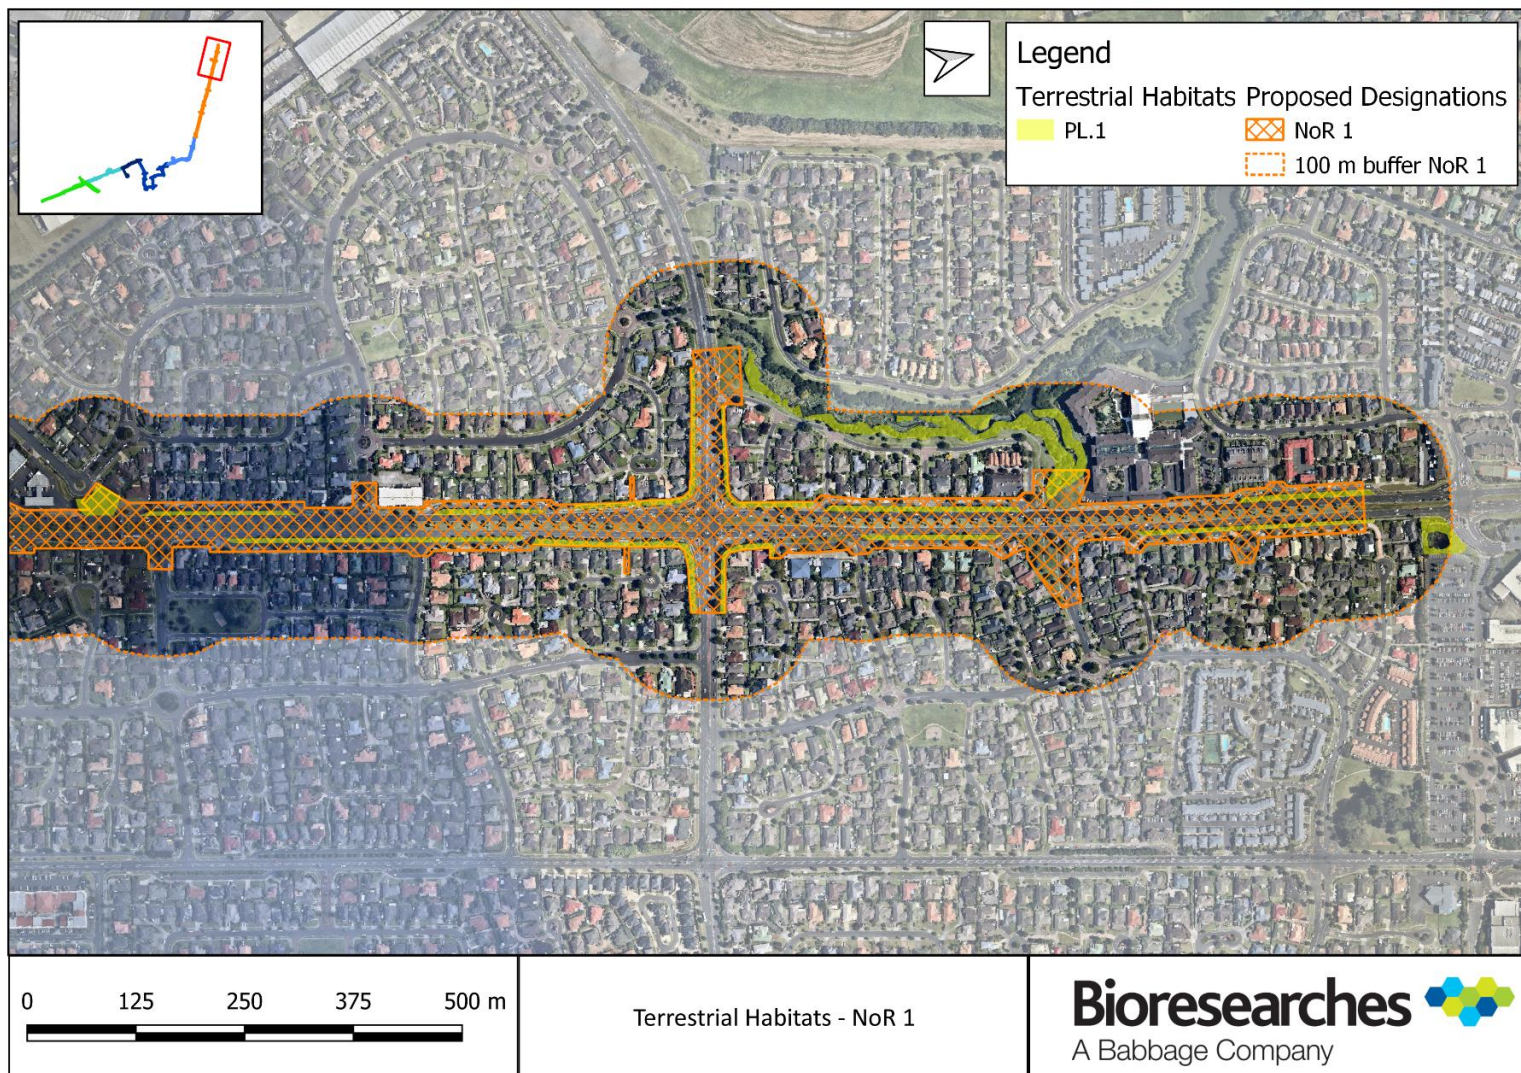 Legend
Terrestrial Habitats
PL.1
Proposed Designations
NoR 1
100 m buffer NoR 1
0 125 250 375 500 m
Terrestrial Habitats - NoR 1
Bioresearches
A Babbage Company